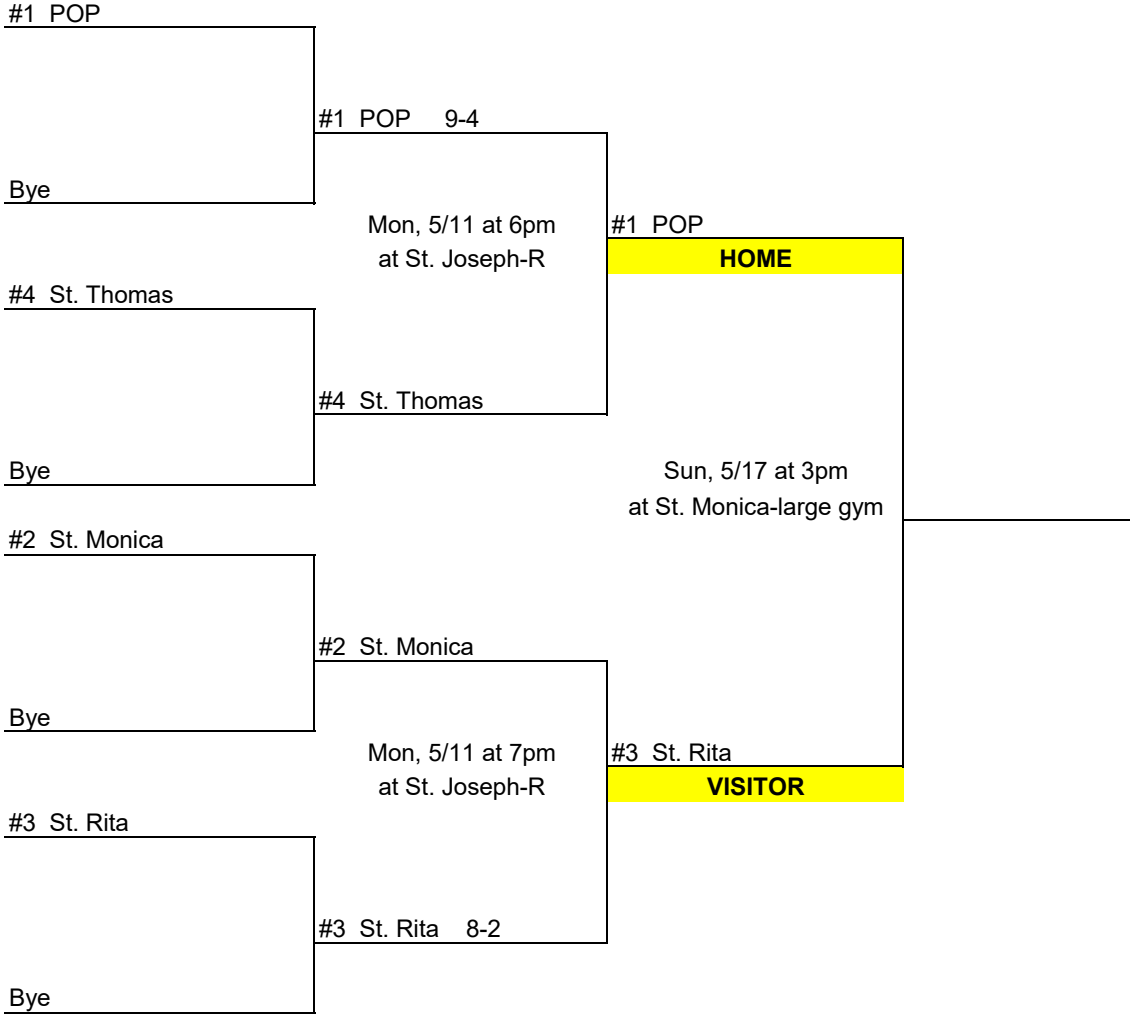 #1 POP
#1 POP 9-4
Bye
Mon, 5/11 at 6pm
at St. Joseph-R
#1 POP
HOME
#4 St. Thomas
#4 St. Thomas
Bye
Sun, 5/17 at 3pm
at St. Monica-large gym
#2 St. Monica
#2 St. Monica
Bye
Mon, 5/11 at 7pm
at St. Joseph-R
#3 St. Rita
VISITOR
#3 St. Rita
#3 St. Rita 8-2
Bye